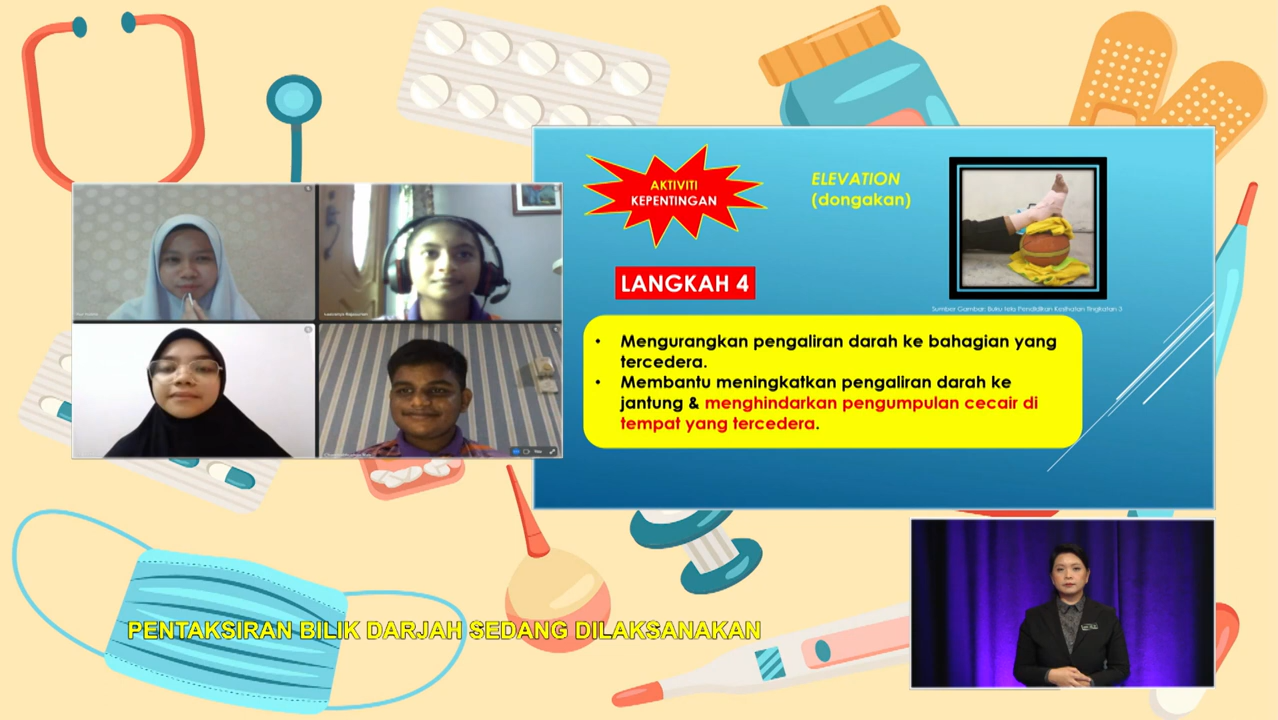 AKTIVITI
KEPENTINGAN
ELEVATION
(dongakan)
LANGKAH 4
Sumber Gambar: Buku teks Pendidikan Kesihatan Tingkatan 3
• Mengurangkan pengaliran darah ke bahagian yang
tercedera.
• Membantu meningkatkan pengaliran darah ke
jantung & menghindarkan pengumpulan cecair di
tempat yang tercedera.
PENTAKSIRAN BILIK DARJAH SEDANG DILAKSANAKAN